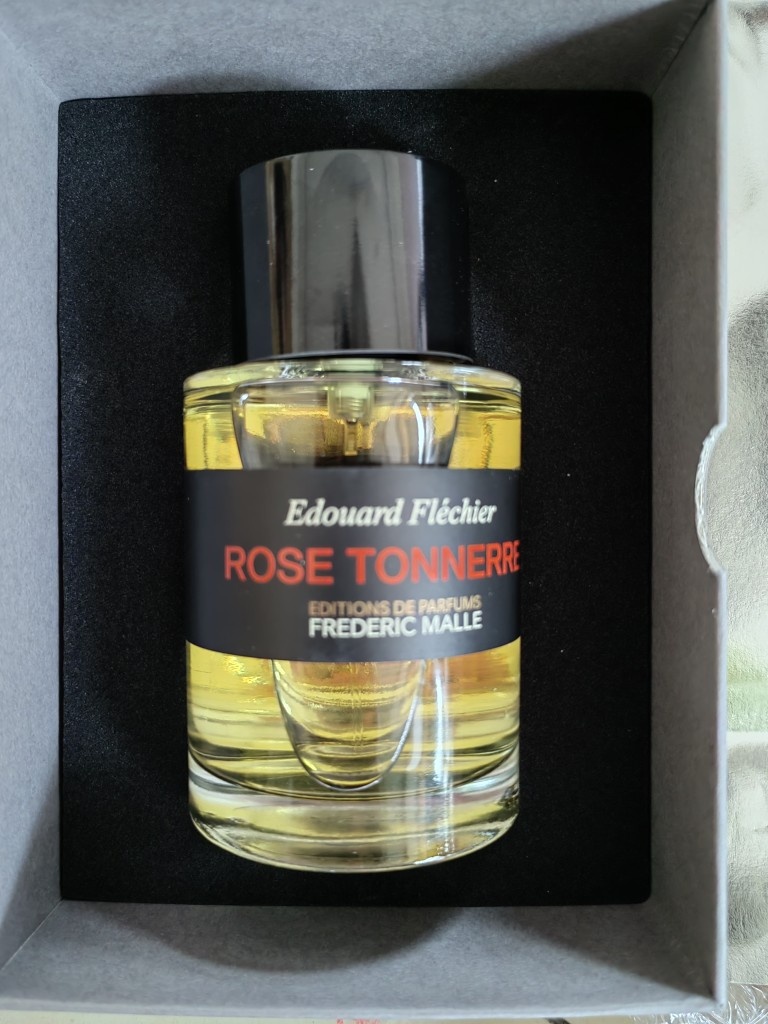 Edouard Fléchier
ROSE TONNERRE
EDITIONS DE PARFUMS
FREDERIC MALLE